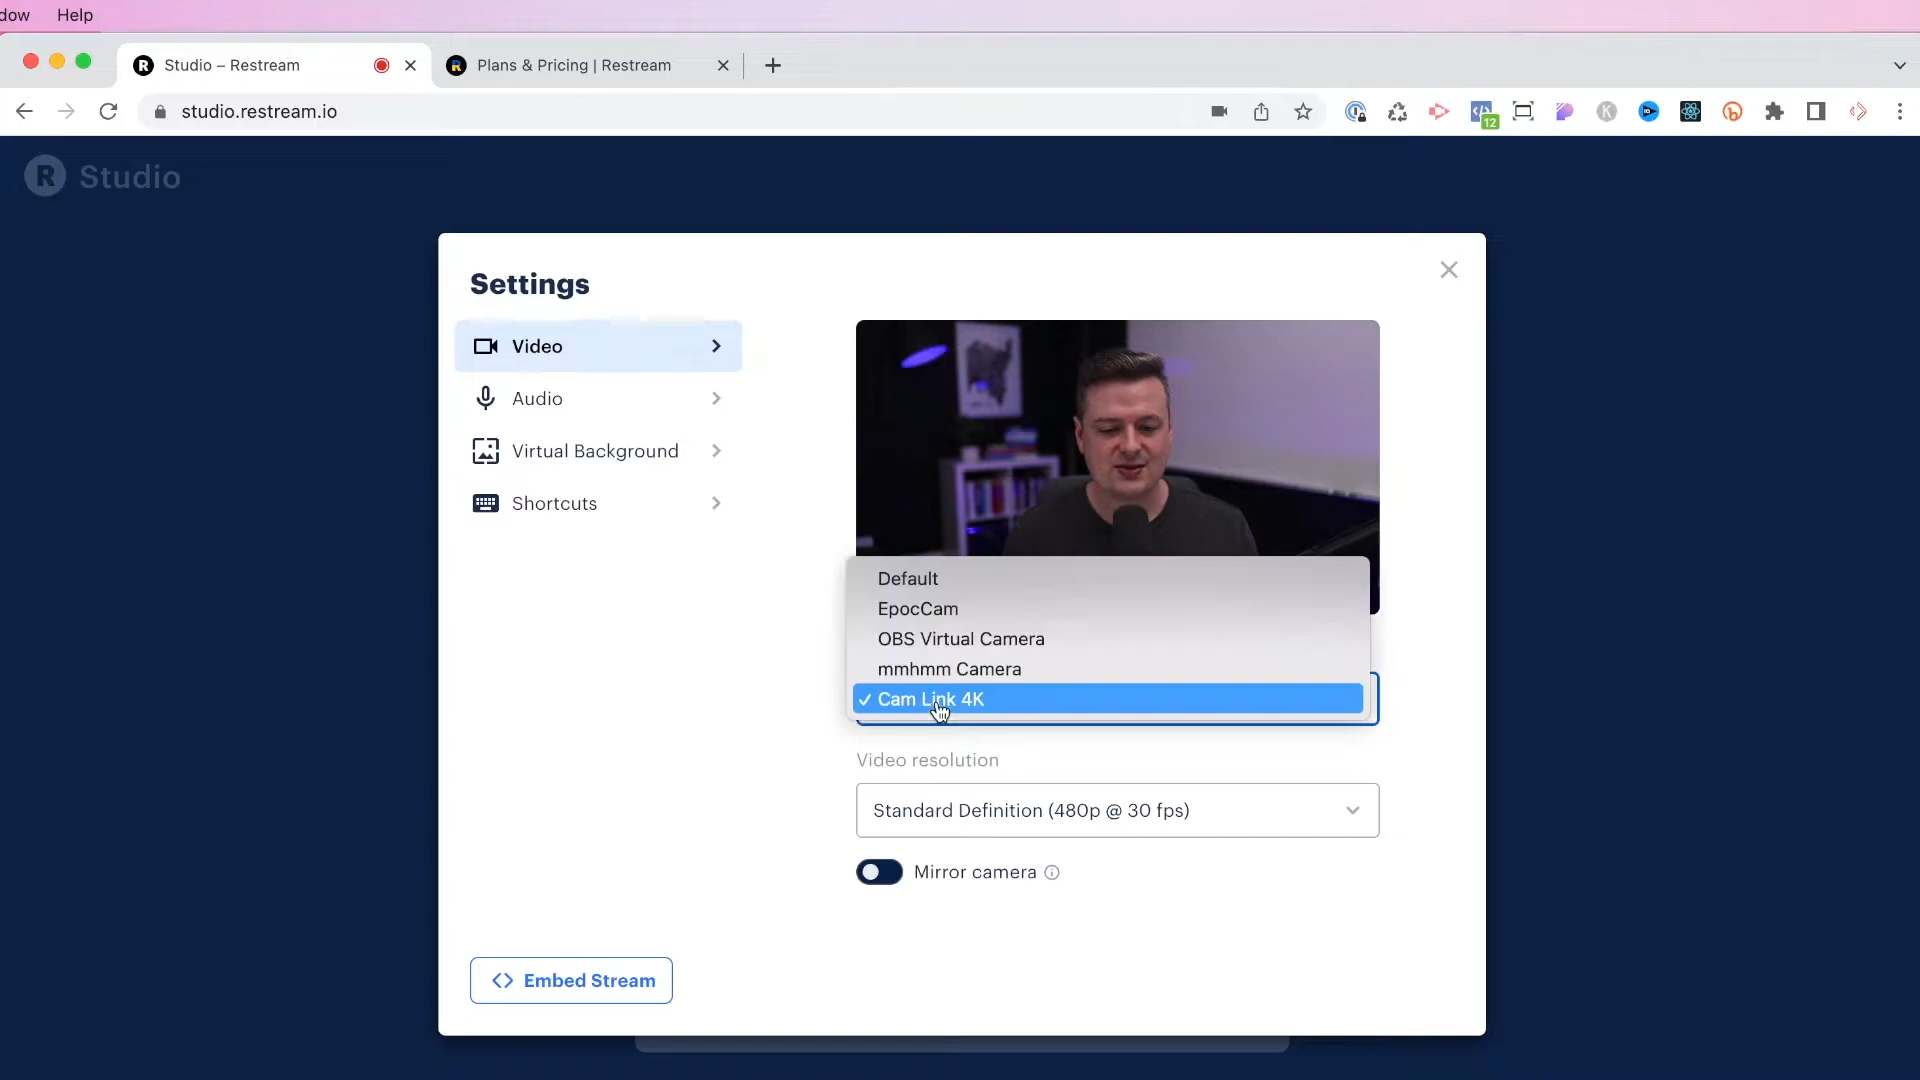 dow Help
Studio – Restream
Plans & Pricing | Restream
studio.restream.io
12
K
R Studio
Settings
Video
Audio
Virtual Background
Shortcuts
Default
EpocCam
OBS Virtual Camera
mmhmm Camera
✓ Cam Link 4K
Video resolution
Standard Definition (480p @ 30 fps)
Mirror camera
<> Embed Stream